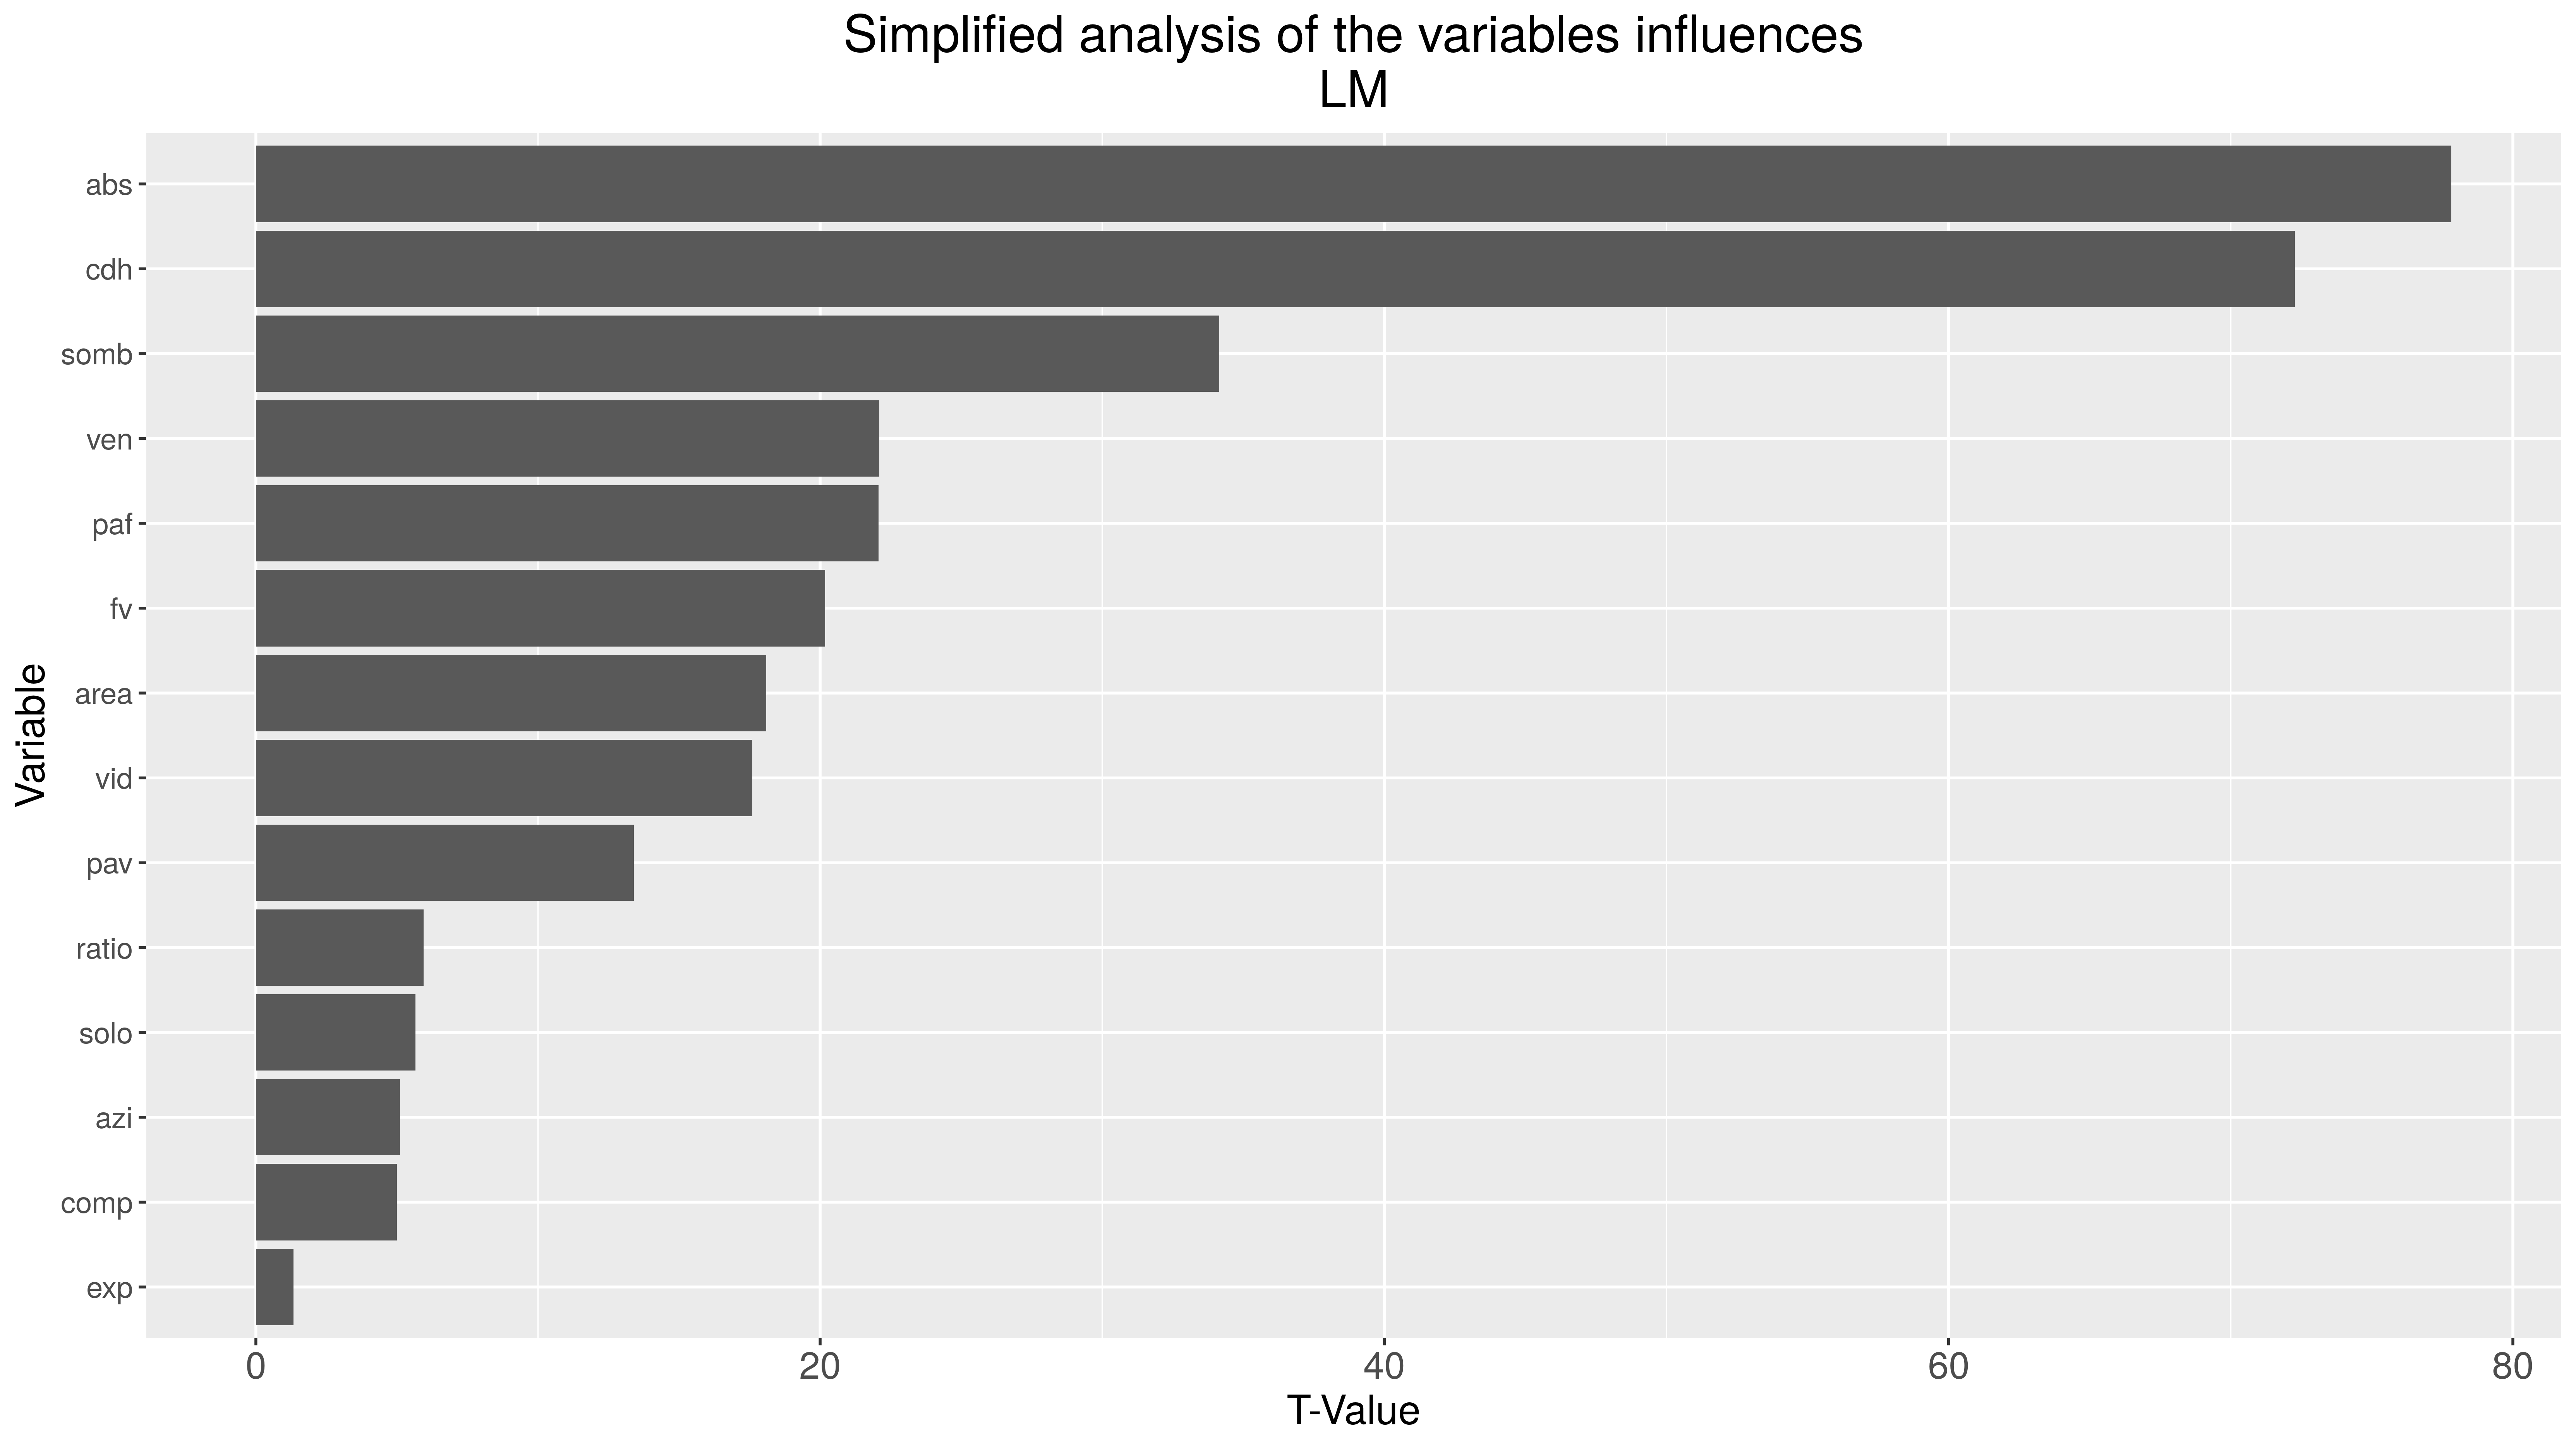 Simplified analysis of the variables influences
LM
Variable
abs
cdh
somb
ven
paf
fv
area
vid
pav
ratio
solo
azi
comp
exp
0 20 40 60 80
T-Value